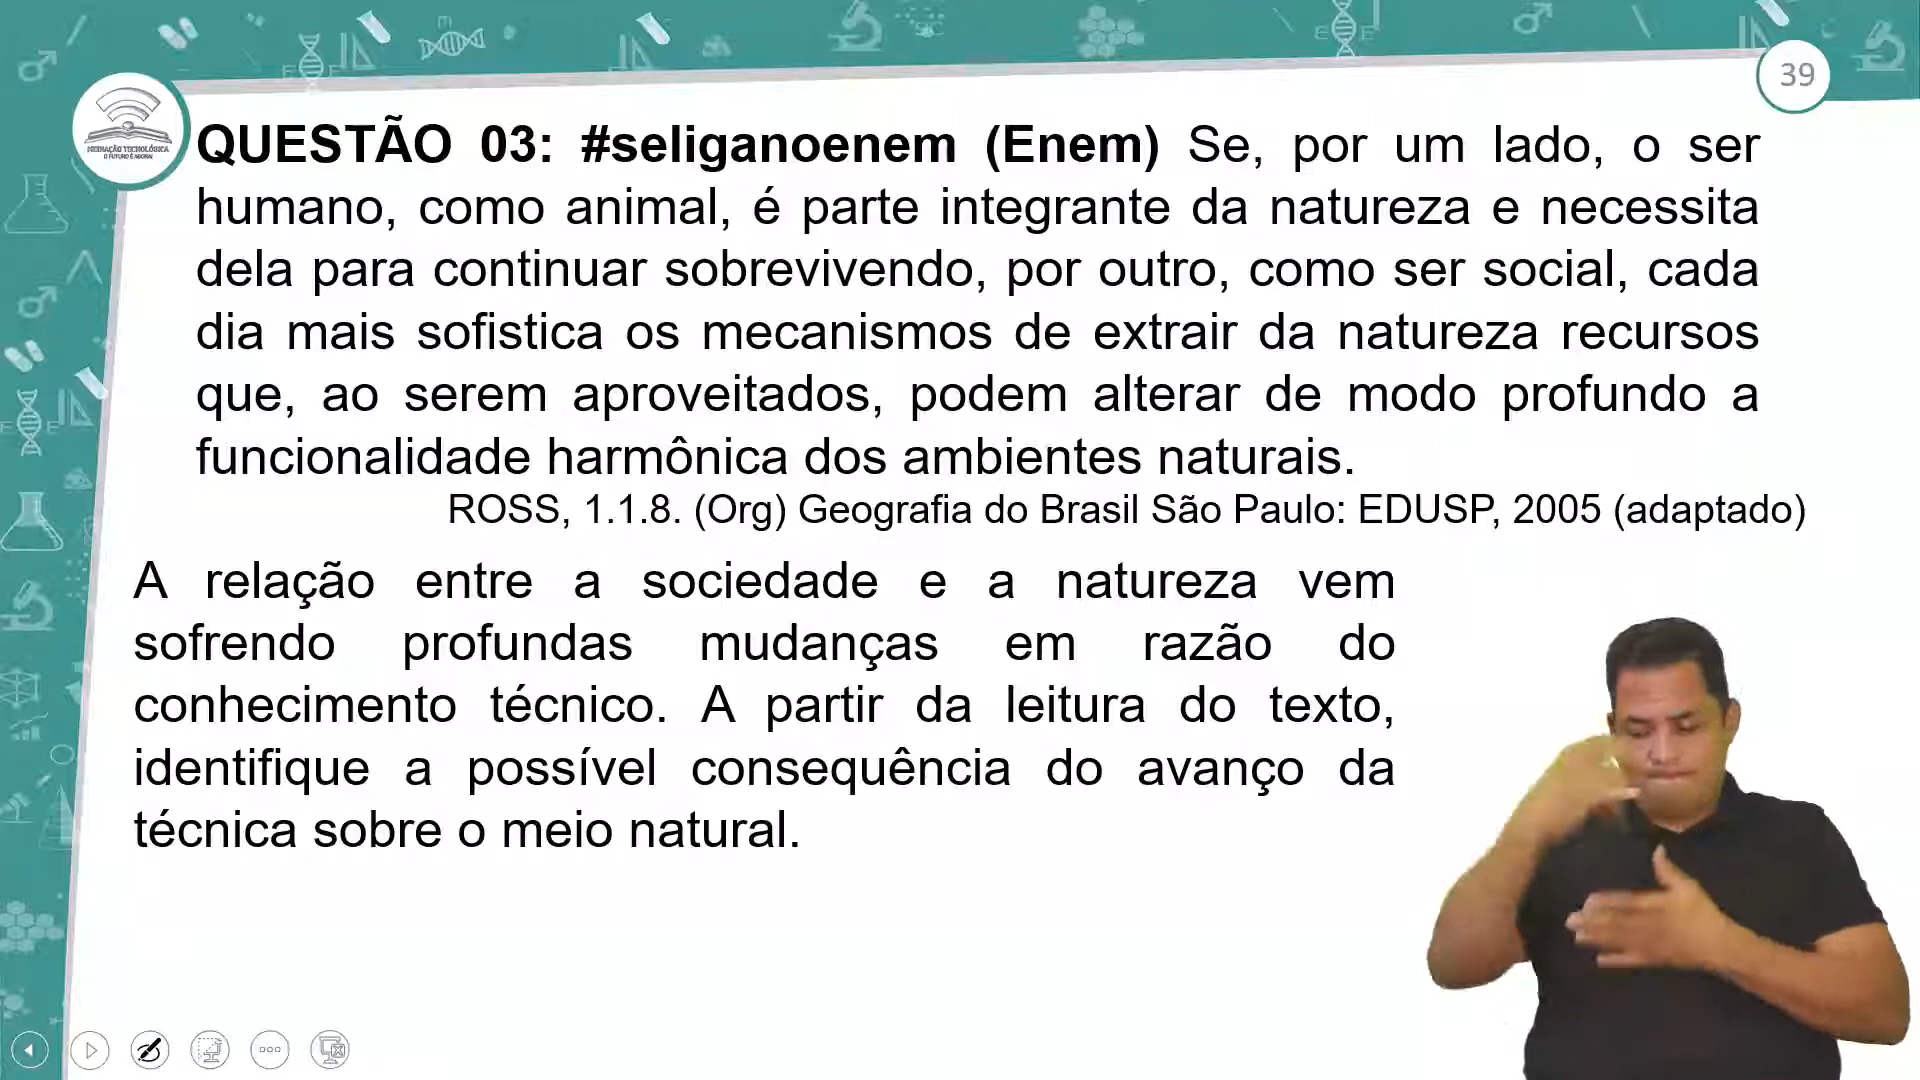 39
QUESTÃO 03: #seliganoenem (Enem) Se, por um lado, o ser
humano, como animal, é parte integrante da natureza e necessita
dela para continuar sobrevivendo, por outro, como ser social, cada
dia mais sofistica os mecanismos de extrair da natureza recursos
que, ao serem aproveitados, podem alterar de modo profundo a
funcionalidade harmônica dos ambientes naturais.
ROSS, 1.1.8. (Org) Geografia do Brasil São Paulo: EDUSP, 2005 (adaptado)
A relação entre a sociedade e a natureza vem
sofrendo profundas mudanças em razão do
conhecimento técnico. A partir da leitura do texto,
identifique a possível consequência do avanço da
técnica sobre o meio natural.
MEDIAÇÃO TECNOLÓGICA
O FUTURO É AGORA!